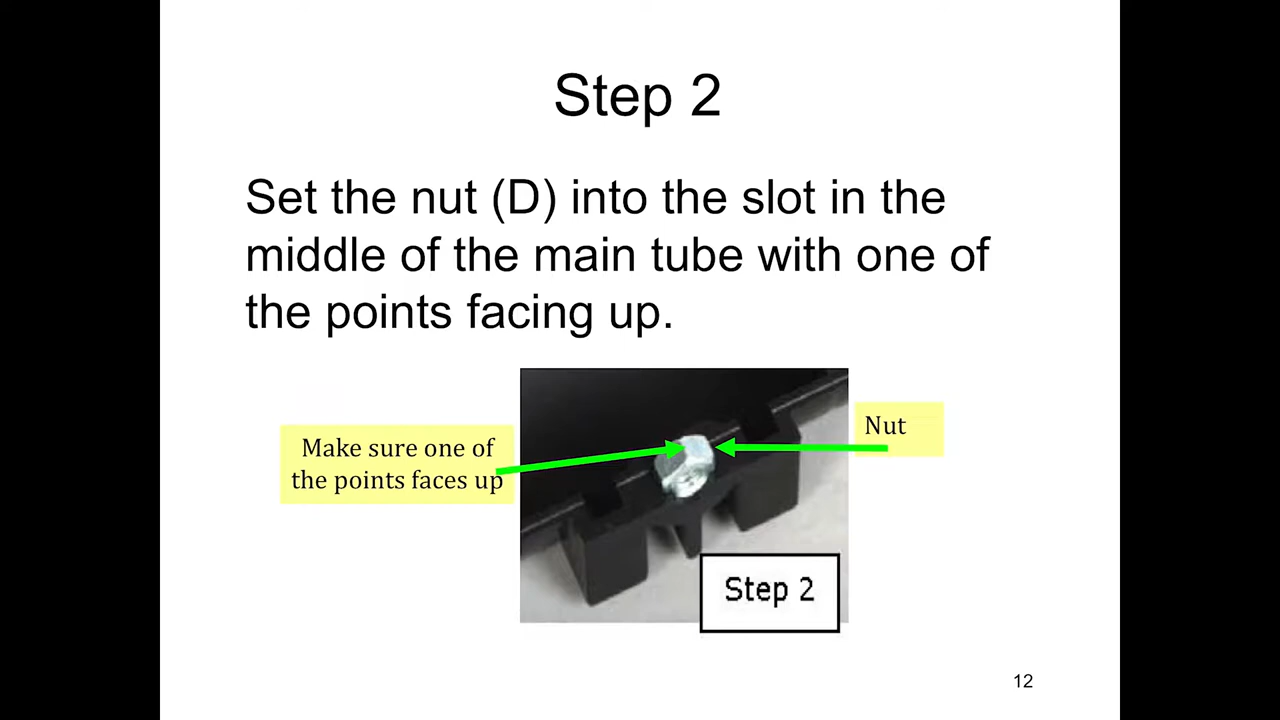 Step 2
Set the nut (D) into the slot in the
middle of the main tube with one of
the points facing up.
Make sure one of
the points faces up
Nut
Step 2
12